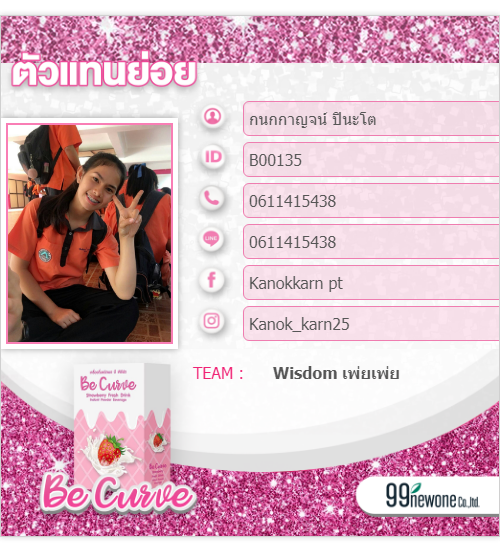 ตัวแทนย่อย
กนกกาญจน์ ปินะโต
ID
B00135
0611415438
LINE
0611415438
Kanokkarn pt
Kanok_karn25
TEAM : Wisdom เพ่ยเพ่ย
Be Curve
Strawberry Fresh Drink
Be Curve
Be Curve
99newone Co.,ltd.